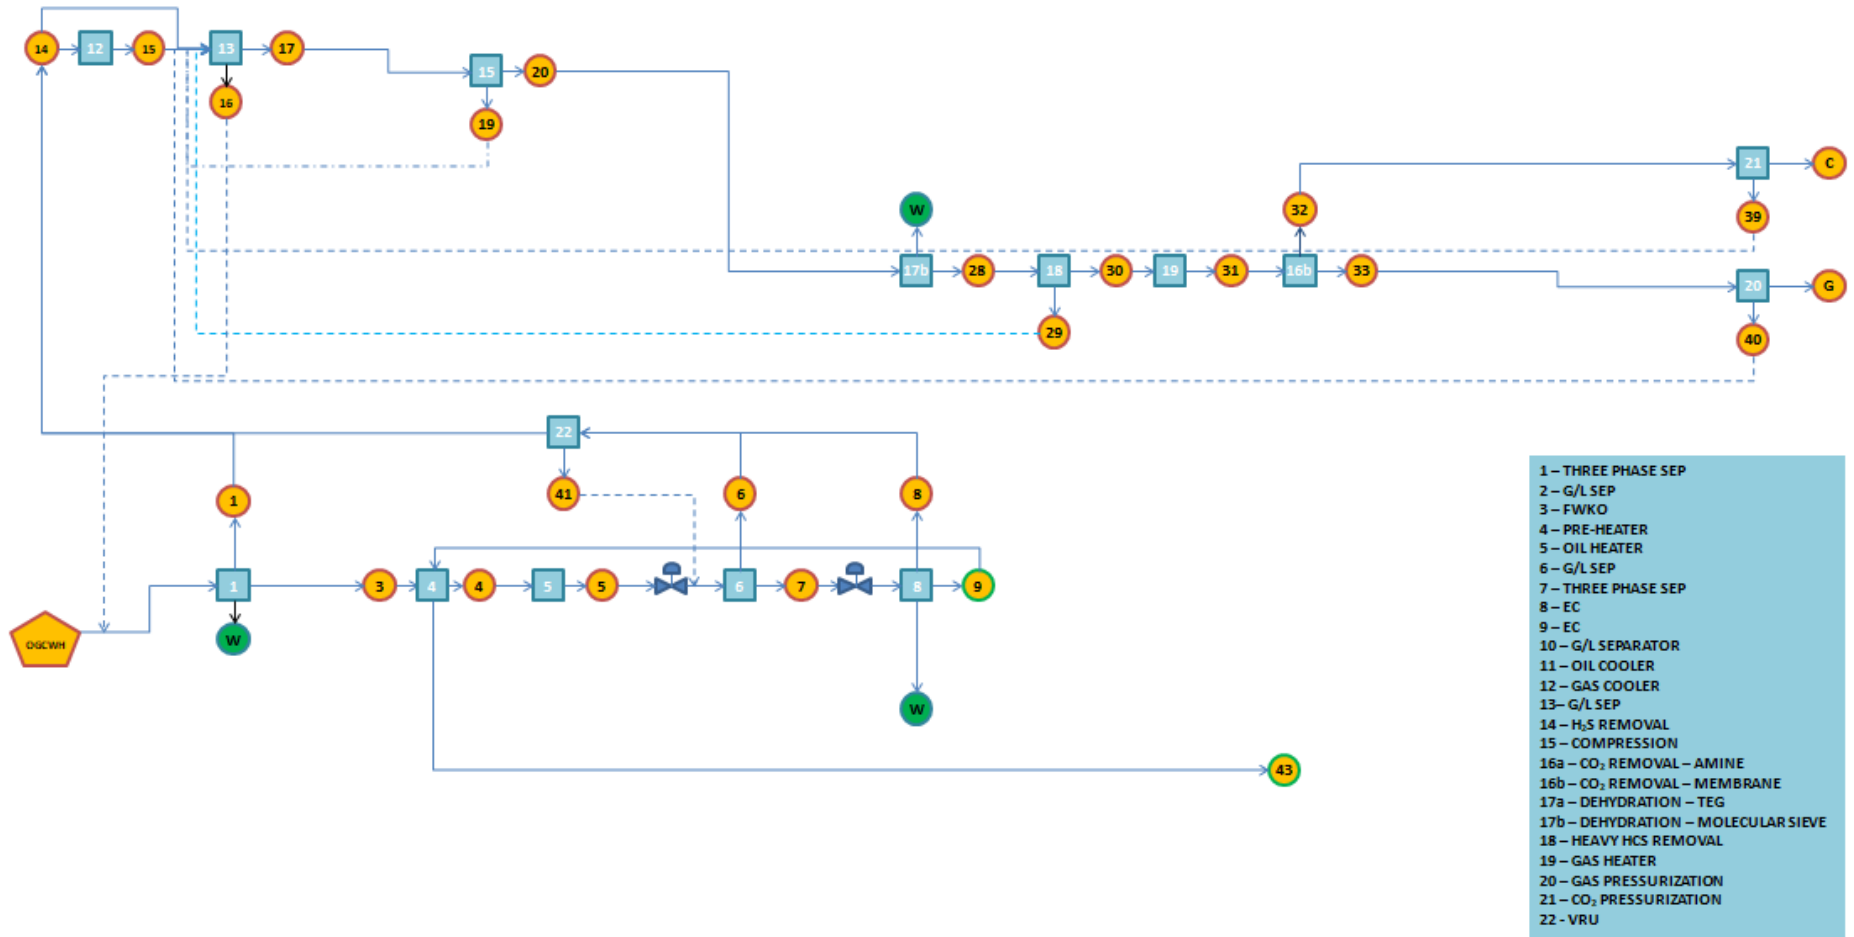 14
12
15
13
17
15
20
16
19
21
C
W
32
39
17b
28
18
30
19
31
16b
33
20
G
29
40
22
1
41
6
8
1
3
4
4
5
5
6
7
8
9
OGCWH
W
W
43
1 – THREE PHASE SEP
2 – G/L SEP
3 – FWKO
4 – PRE-HEATER
5 – OIL HEATER
6 – G/L SEP
7 – THREE PHASE SEP
8 – EC
9 – EC
10 – G/L SEPARATOR
11 – OIL COOLER
12 – GAS COOLER
13– G/L SEP
14 – H₂S REMOVAL
15 – COMPRESSION
16a – CO₂ REMOVAL – AMINE
16b – CO₂ REMOVAL – MEMBRANE
17a – DEHYDRATION – TEG
17b – DEHYDRATION – MOLECULAR SIEVE
18 – HEAVY HCS REMOVAL
19 – GAS HEATER
20 – GAS PRESSURIZATION
21 – CO₂ PRESSURIZATION
22 - VRU